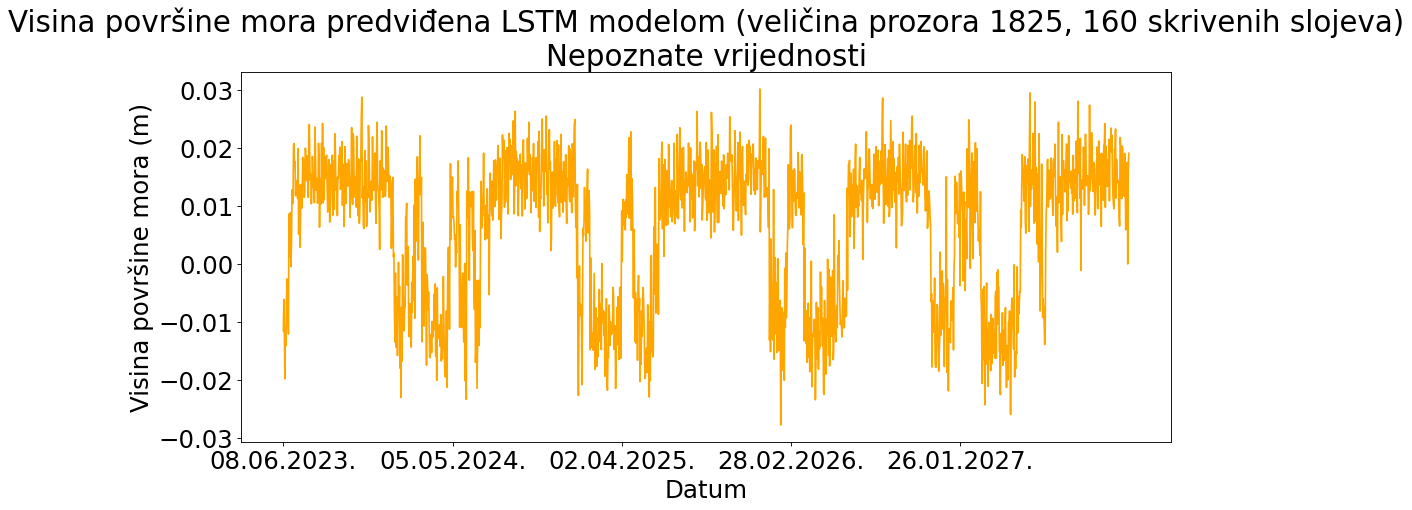 Visina površine mora predviđena LSTM modelom (veličina prozora 1825, 160 skrivenih slojeva)
Nepoznate vrijednosti
Visina površine mora (m)
0.03
0.02
0.01
0.00
−0.01
−0.02
−0.03
08.06.2023. 05.05.2024. 02.04.2025. 28.02.2026. 26.01.2027.
Datum